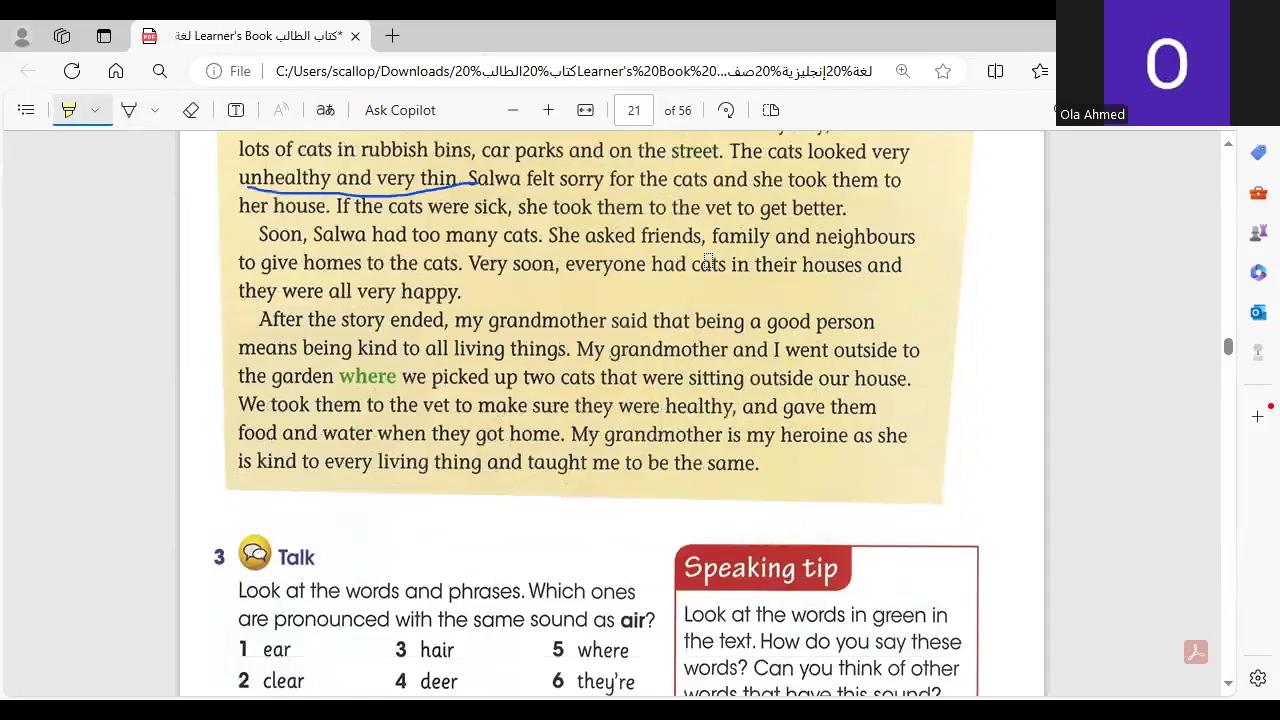 كتاب الطالب Learner's Book لغة*
File
C:/Users/scallop/Downloads/20%كتاب%20الطالبLearner's%20Book%20...لغة%20إنجليزية%20صف
Ask Copilot
21
of 56
O
Ola Ahmed
lots of cats in rubbish bins, car parks and on the street. The cats looked very
unhealthy and very thin. Salwa felt sorry for the cats and she took them to
her house. If the cats were sick, she took them to the vet to get better.
Soon, Salwa had too many cats. She asked friends, family and neighbours
to give homes to the cats. Very soon, everyone had cats in their houses and
they were all very happy.
After the story ended, my grandmother said that being a good person
means being kind to all living things. My grandmother and I went outside to
the garden where we picked up two cats that were sitting outside our house.
We took them to the vet to make sure they were healthy, and gave them
food and water when they got home. My grandmother is my heroine as she
is kind to every living thing and taught me to be the same.
3 Talk
Look at the words and phrases. Which ones
are pronounced with the same sound as air?
1 ear 3 hair 5 where
2 clear 4 deer 6 they're
Speaking tip
Look at the words in green in
the text. How do you say these
words? Can you think of other
words that have this sound?